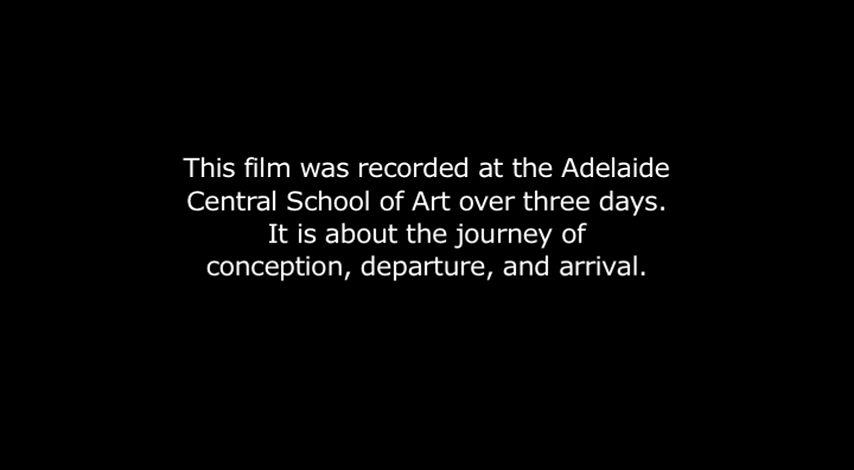 This film was recorded at the Adelaide
Central School of Art over three days.
It is about the journey of
conception, departure, and arrival.